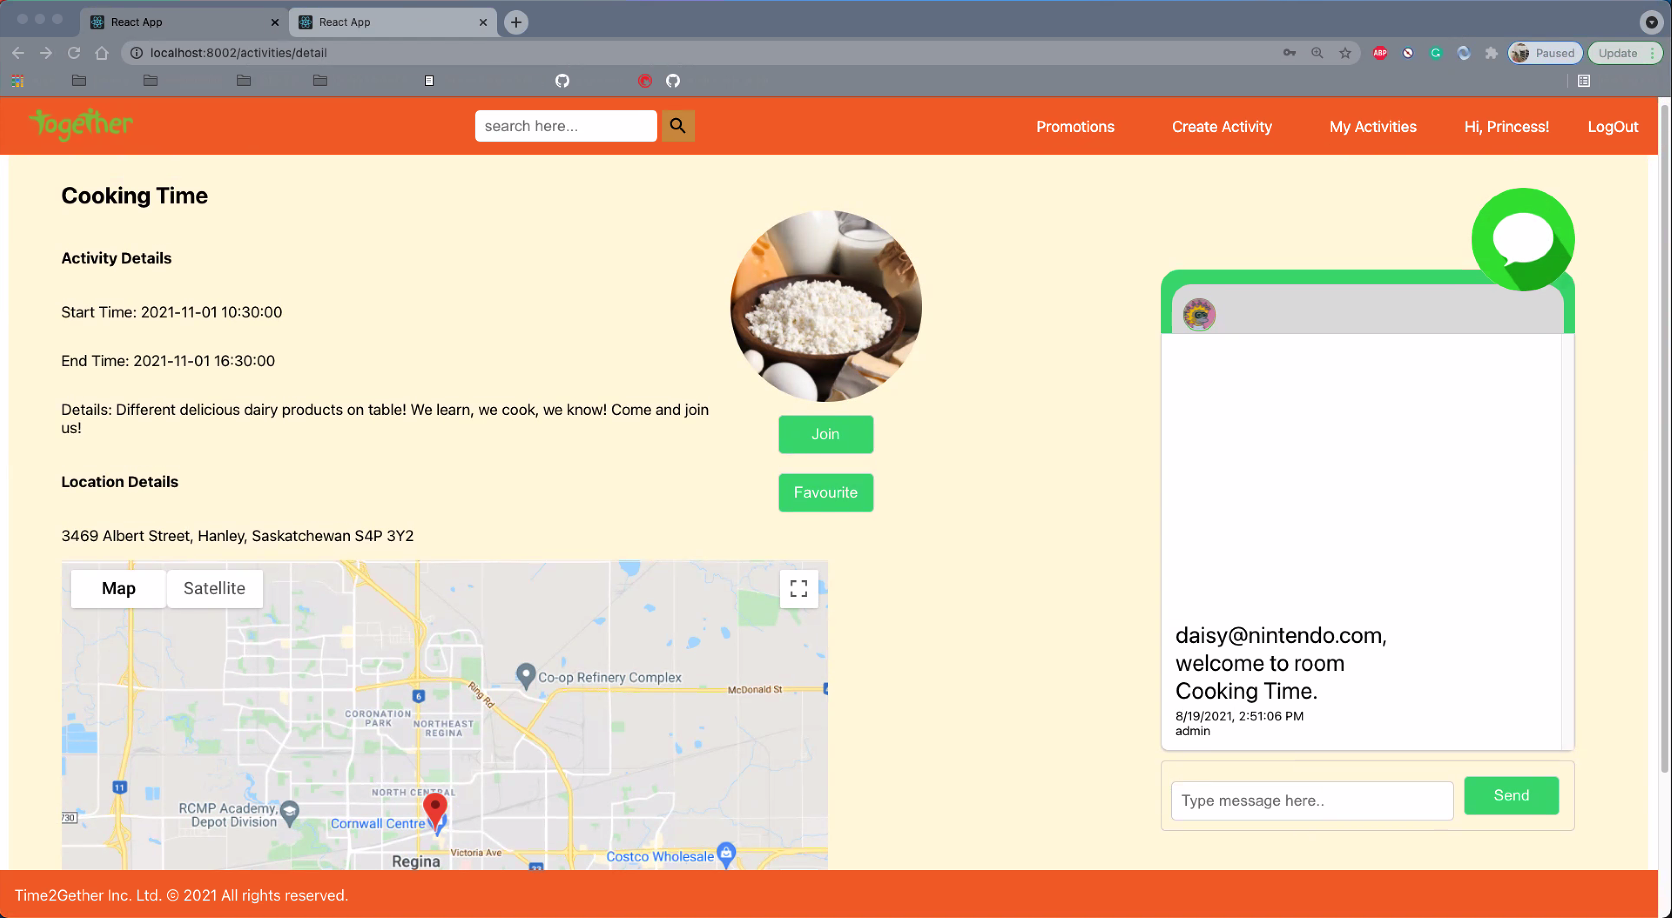 React App
React App
localhost:8002/activities/detail
ABP
Paused
Update
Together
search here...
Promotions
Create Activity
My Activities
Hi, Princess!
LogOut
Cooking Time
Activity Details
Start Time: 2021-11-01 10:30:00
End Time: 2021-11-01 16:30:00
Details: Different delicious dairy products on table! We learn, we cook, we know! Come and join
us!
Join
Favourite
Location Details
3469 Albert Street, Hanley, Saskatchewan S4P 3Y2
Map
Satellite
Co-op Refinery Complex
McDonald St
Ring Rd
6
CORONATION
PARK
NORTHEAST
REGINA
11
NORTH CENTRAL
RCMP Academy,
Depot Division
730
Cornwall Centre
Victoria Ave
Regina
Costco Wholesale
daisy@nintendo.com,
welcome to room
Cooking Time.
8/19/2021, 2:51:06 PM
admin
Type message here..
Send
Time2Gether Inc. Ltd. © 2021 All rights reserved.